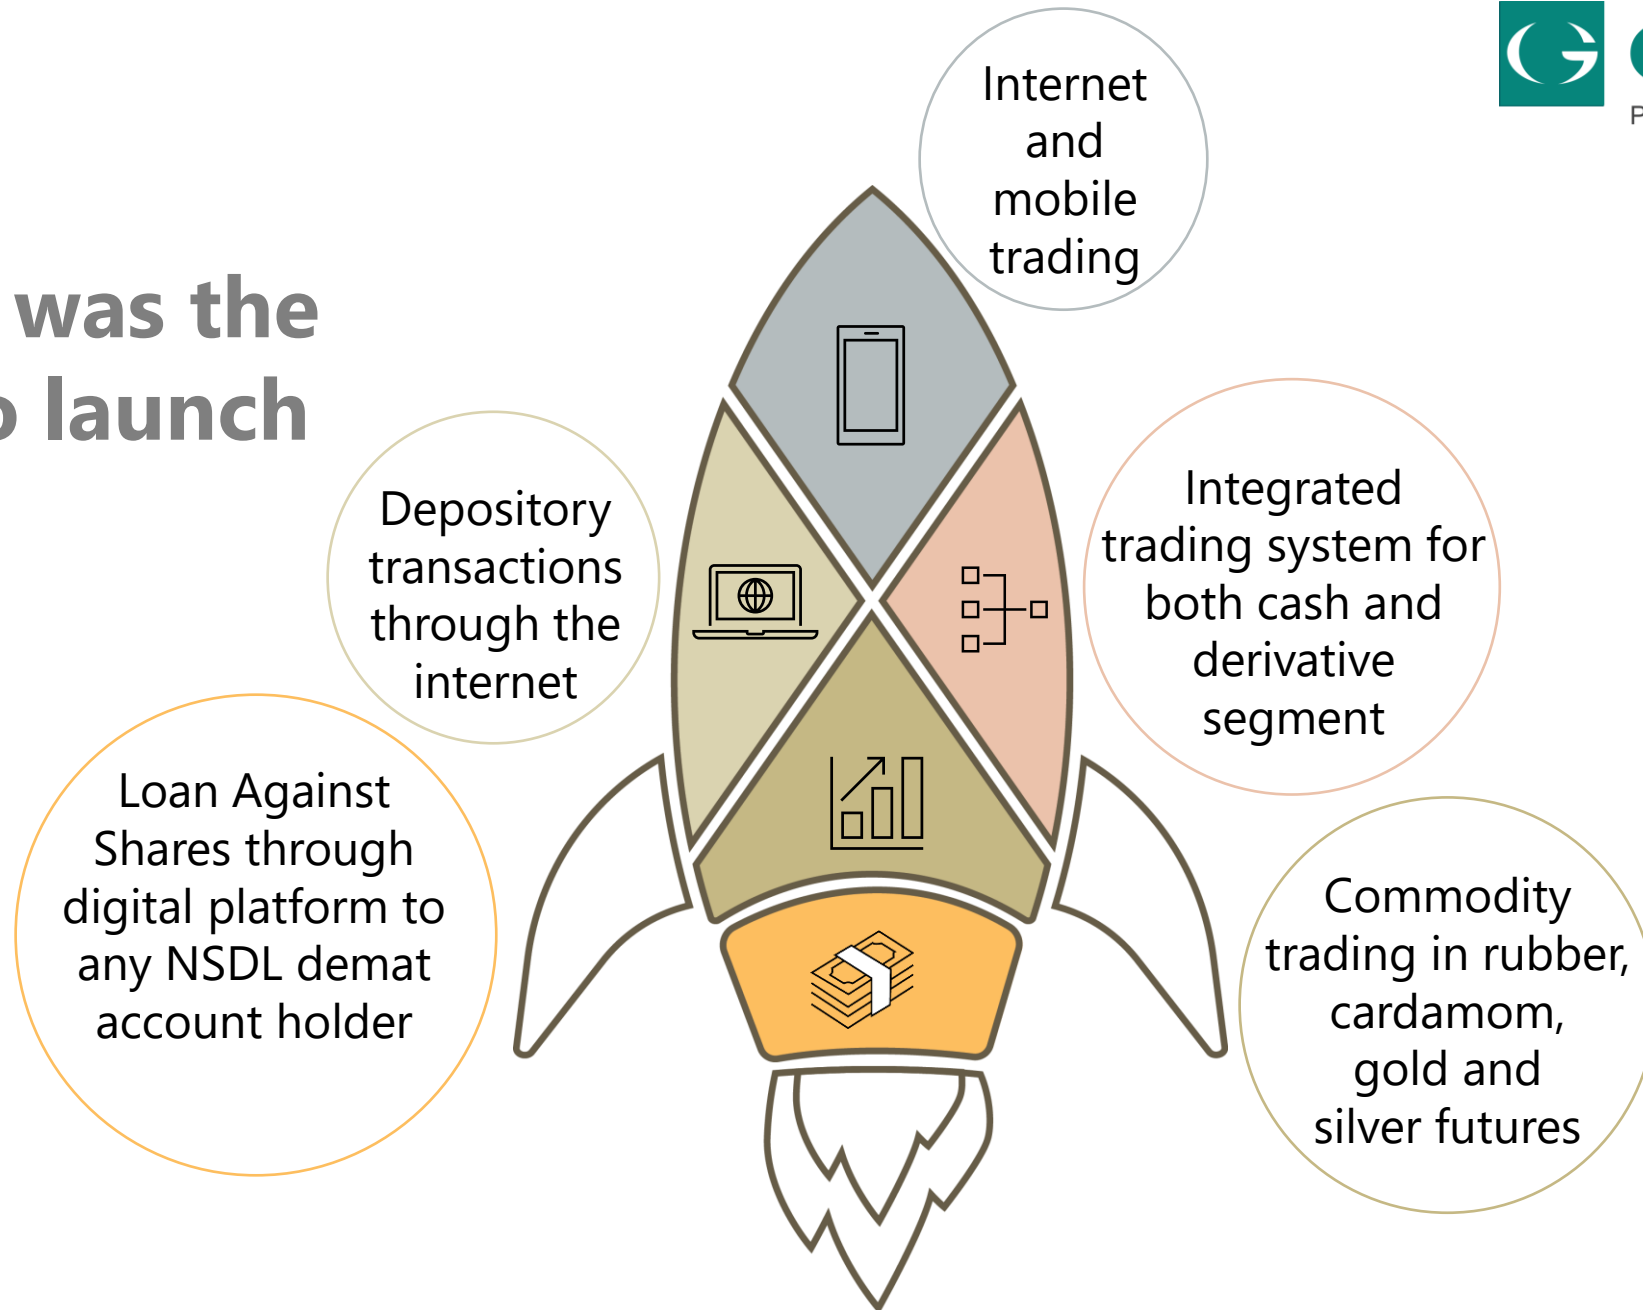 was the
launch
Internet
and
mobile
trading
Depository
transactions
through the
internet
Integrated
trading system for
both cash and
derivative
segment
Loan Against
Shares through
digital platform to
any NSDL demat
account holder
Commodity
trading in rubber,
cardamom,
gold and
silver futures